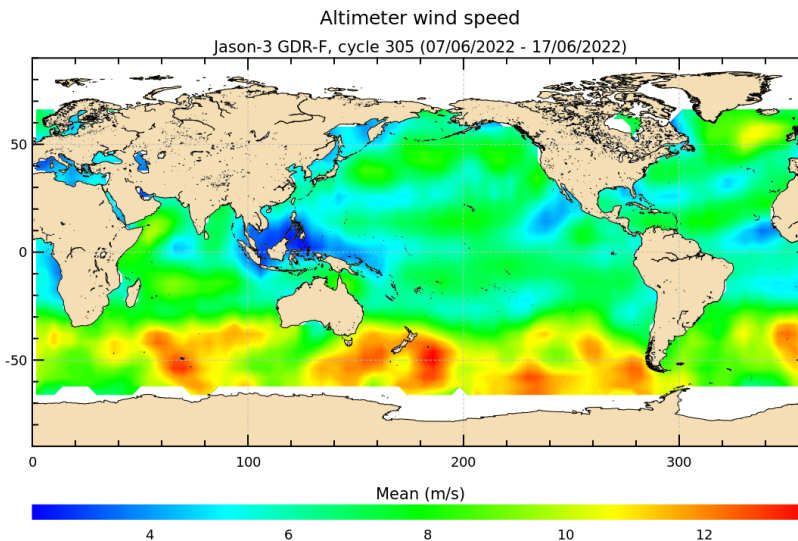 Altimeter wind speed
Jason-3 GDR-F, cycle 305 (07/06/2022 - 17/06/2022)
50
0
-50
0 100 200 300
Mean (m/s)
4 6 8 10 12